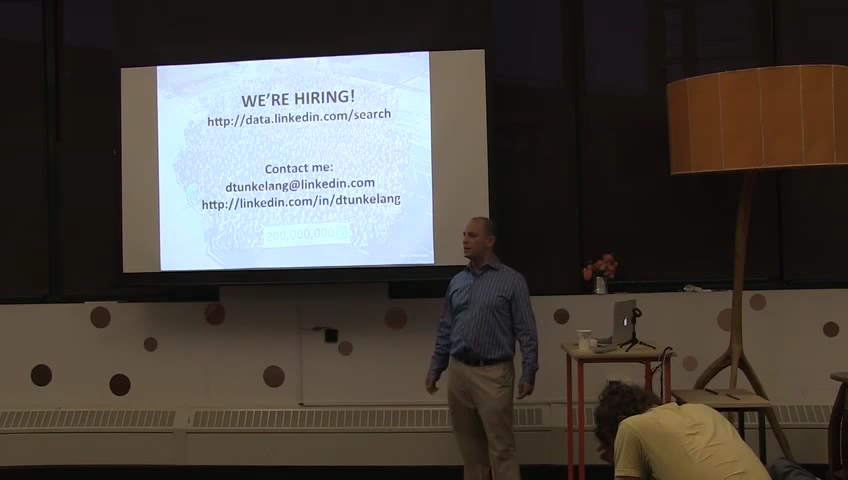 WE'RE HIRING!
http://data.linkedin.com/search
Contact me:
dtunkelang@linkedin.com
http://linkedin.com/in/dtunkelang
200,000,000